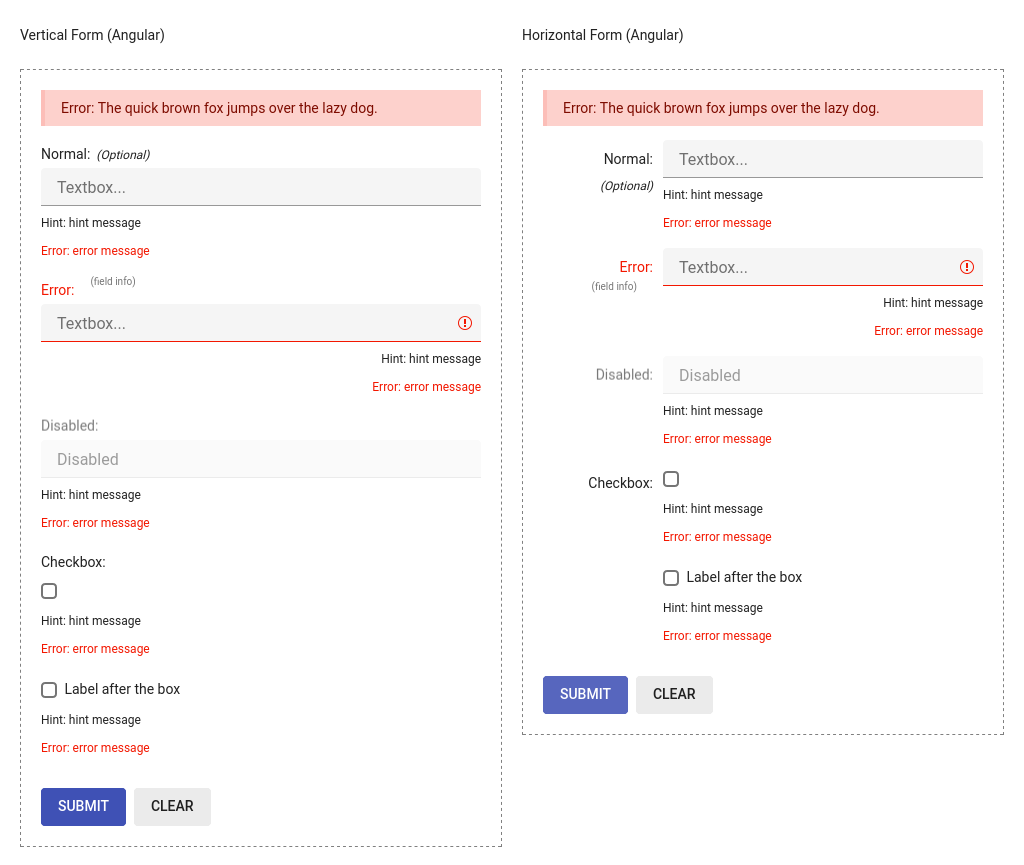 Vertical Form (Angular)
Error: The quick brown fox jumps over the lazy dog.
Normal: (Optional)
Textbox...
Hint: hint message
Error: error message
Error: (field info)
Textbox...
Hint: hint message
Error: error message
Disabled:
Disabled
Hint: hint message
Error: error message
Checkbox:
Hint: hint message
Error: error message
Label after the box
Hint: hint message
Error: error message
SUBMIT CLEAR
Horizontal Form (Angular)
Error: The quick brown fox jumps over the lazy dog.
Normal: Textbox...
(Optional) Hint: hint message
Error: error message
Error: Textbox...
(field info)
Hint: hint message
Error: error message
Disabled: Disabled
Hint: hint message
Error: error message
Checkbox:
Hint: hint message
Error: error message
Label after the box
Hint: hint message
Error: error message
SUBMIT CLEAR